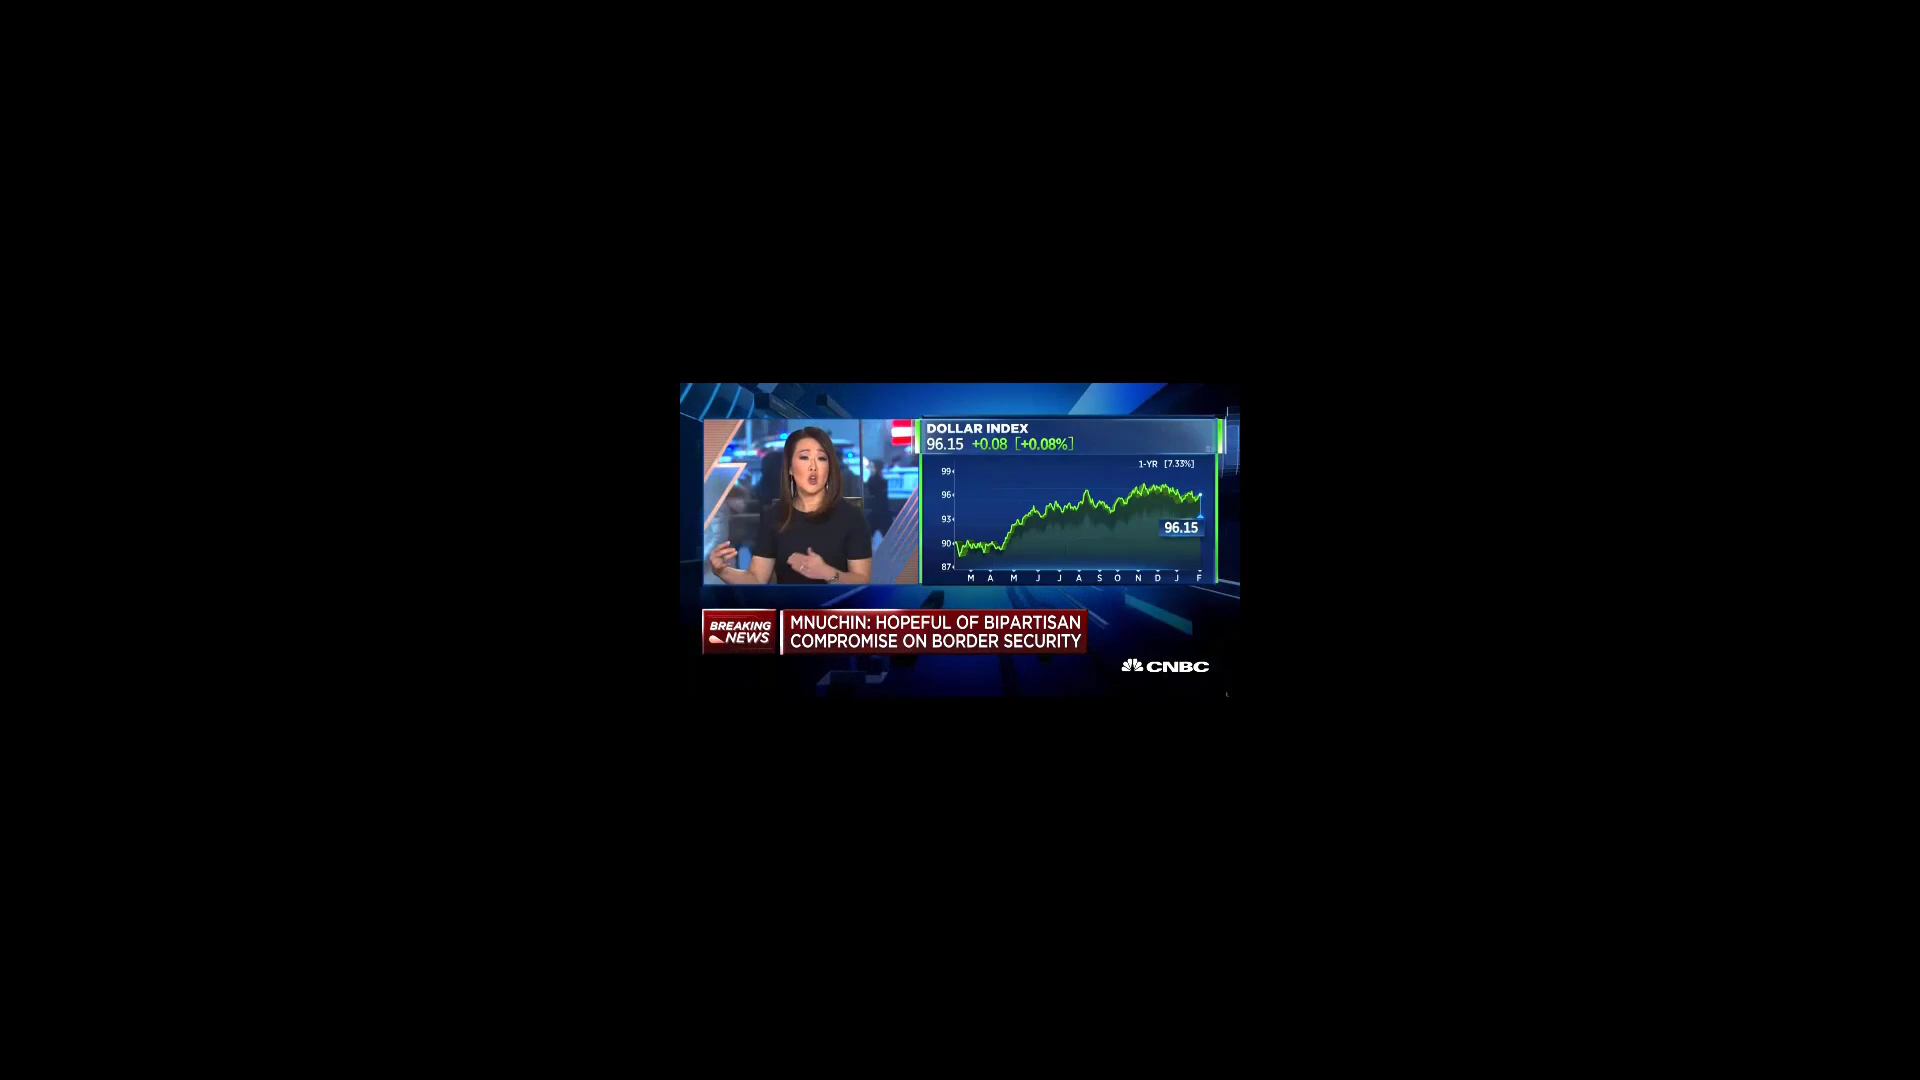 DOLLAR INDEX
96.15 +0.08 [+0.08%]
1-YR [7.33%]
99
96
93
90
87
96.15
M A M J J A S O N D J F
BREAKING
NEWS
MNUCHIN: HOPEFUL OF BIPARTISAN
COMPROMISE ON BORDER SECURITY
CNBC